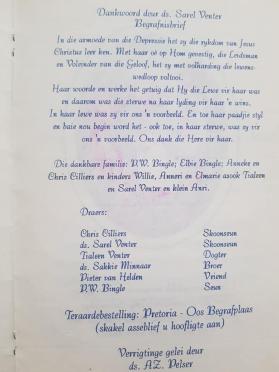 Dankwoord deur ds. Sarel Venter
Begrafnisbrief
In die armoede van die Depressie het sy die rykdom van Jesus
Christus leer ken. Met haar oë op Hom gevestig, die Leidsman
en Voleinder van die Geloof, het sy met volharding die lewens-
wedloop voltooi.
Haar woorde en werke het getuig dat Hy die Lewe vir haar was
en daarom was die sterwe na haar lyding vir haar 'n wins.
In haar lewe was sy vir ons 'n voorbeeld. En toe haar paadjie styl
en baie nou begin word het - ook toe, in haar sterwe, was sy vir
ons 'n voorbeeld. Ons dank die Here vir haar.
Die dankbare familie: P.W. Bingle; Elbie Bingle; Anneke en
Chris Cilliers en kinders Willie, Anneri en Elmarie asook Tialeen
en Sarel Venter en klein Anri.
Draers:
Chris Cilliers Skoonseun
ds. Sarel Venter Skoonseun
Tialeen Venter Dogter
ds. Sakkie Minnaar Broer
Pieter van Helden Vriend
P.W. Bingle Seun
Teraardebestelling: Pretoria - Oos Begrafplaas
(skakel asseblief u hoofligte aan)
Verrigtinge gelei deur
ds. A.Z. Pelser